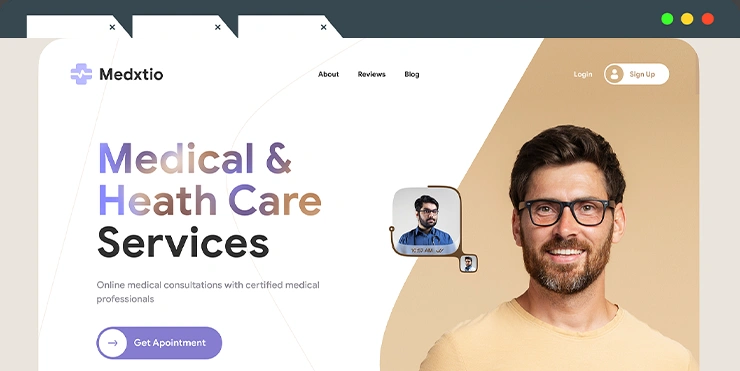 Medxtio
About
Reviews
Blog
Login
Sign Up
Medical &
Heath Care
Services
Online medical consultations with certified medical
professionals
Get Apointment